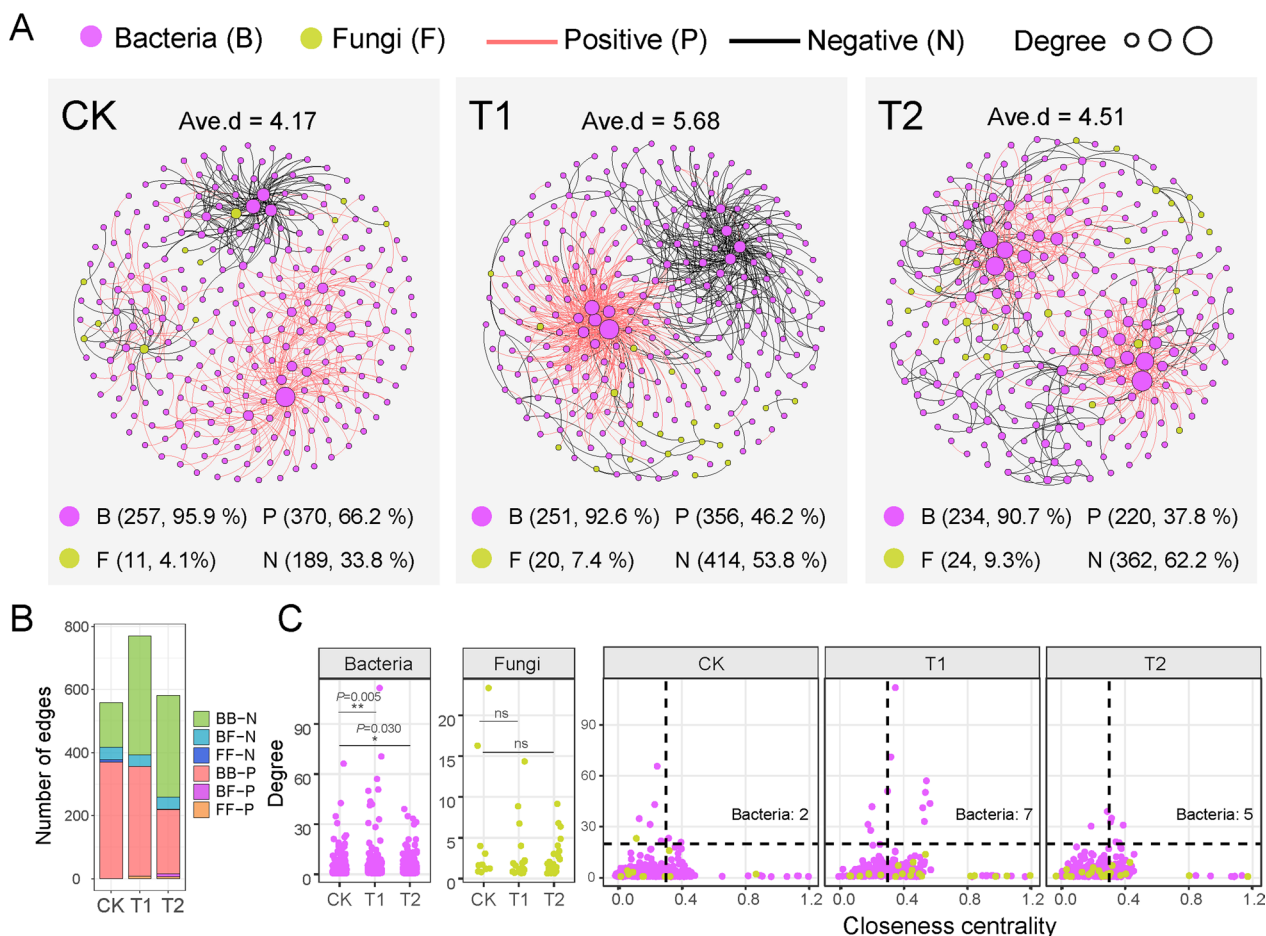 A
Bacteria (B) Fungi (F) Positive (P) Negative (N) Degree
CK
Ave.d = 4.17
T1
Ave.d = 5.68
T2
Ave.d = 4.51
B (257, 95.9 %) P (370, 66.2 %)
F (11, 4.1%) N (189, 33.8 %)
B (251, 92.6 %) P (356, 46.2 %)
F (20, 7.4 %) N (414, 53.8 %)
B (234, 90.7 %) P (220, 37.8 %)
F (24, 9.3%) N (362, 62.2 %)
B
Number of edges
800
600
400
200
0
CK T1 T2
BB−N
BF−N
FF−N
BB−P
BF−P
FF−P
C
Degree
Bacteria
90
60
30
0
P=0.005
**
P=0.030
*
CK T1 T2
Fungi
20
15
10
5
0
ns
ns
CK T1 T2
CK T1 T2
90
60
30
0
Bacteria: 2
Bacteria: 7
Bacteria: 5
0.0 0.4 0.8 1.2 0.0 0.4 0.8 1.2 0.0 0.4 0.8 1.2
Closeness centrality